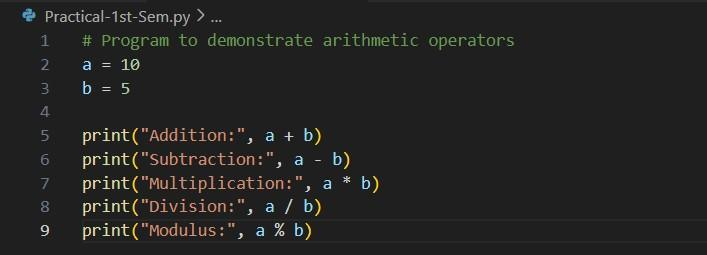 Practical-1st-Sem.py > ...
1 # Program to demonstrate arithmetic operators
2 a = 10
3 b = 5
4
5 print("Addition:", a + b)
6 print("Subtraction:", a - b)
7 print("Multiplication:", a * b)
8 print("Division:", a / b)
9 print("Modulus:", a % b)